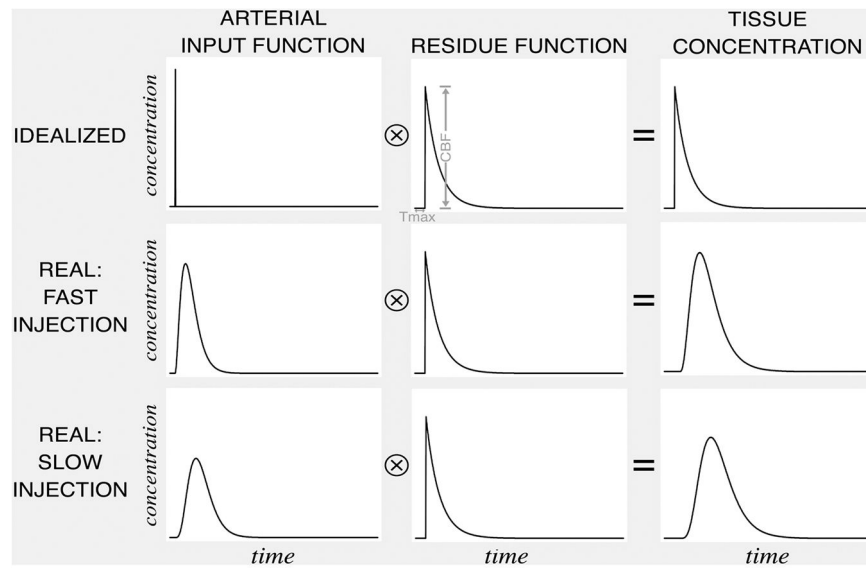 ARTERIAL
INPUT FUNCTION
RESIDUE FUNCTION
TISSUE
CONCENTRATION
IDEALIZED
concentration
⊗
CBF
Tmax
=
REAL:
FAST
INJECTION
concentration
⊗
=
REAL:
SLOW
INJECTION
concentration
⊗
=
time
time
time